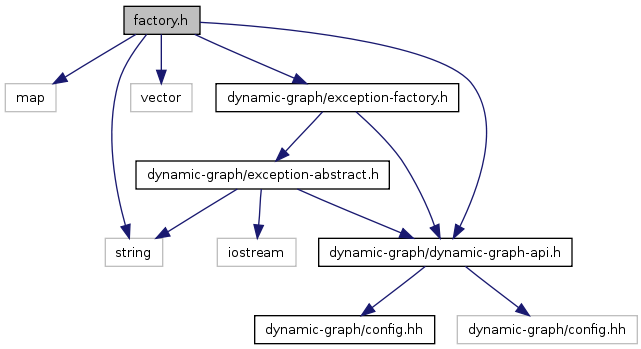 factory.h
map
vector
dynamic-graph/exception-factory.h
dynamic-graph/exception-abstract.h
string
iostream
dynamic-graph/dynamic-graph-api.h
dynamic-graph/config.hh
dynamic-graph/config.hh